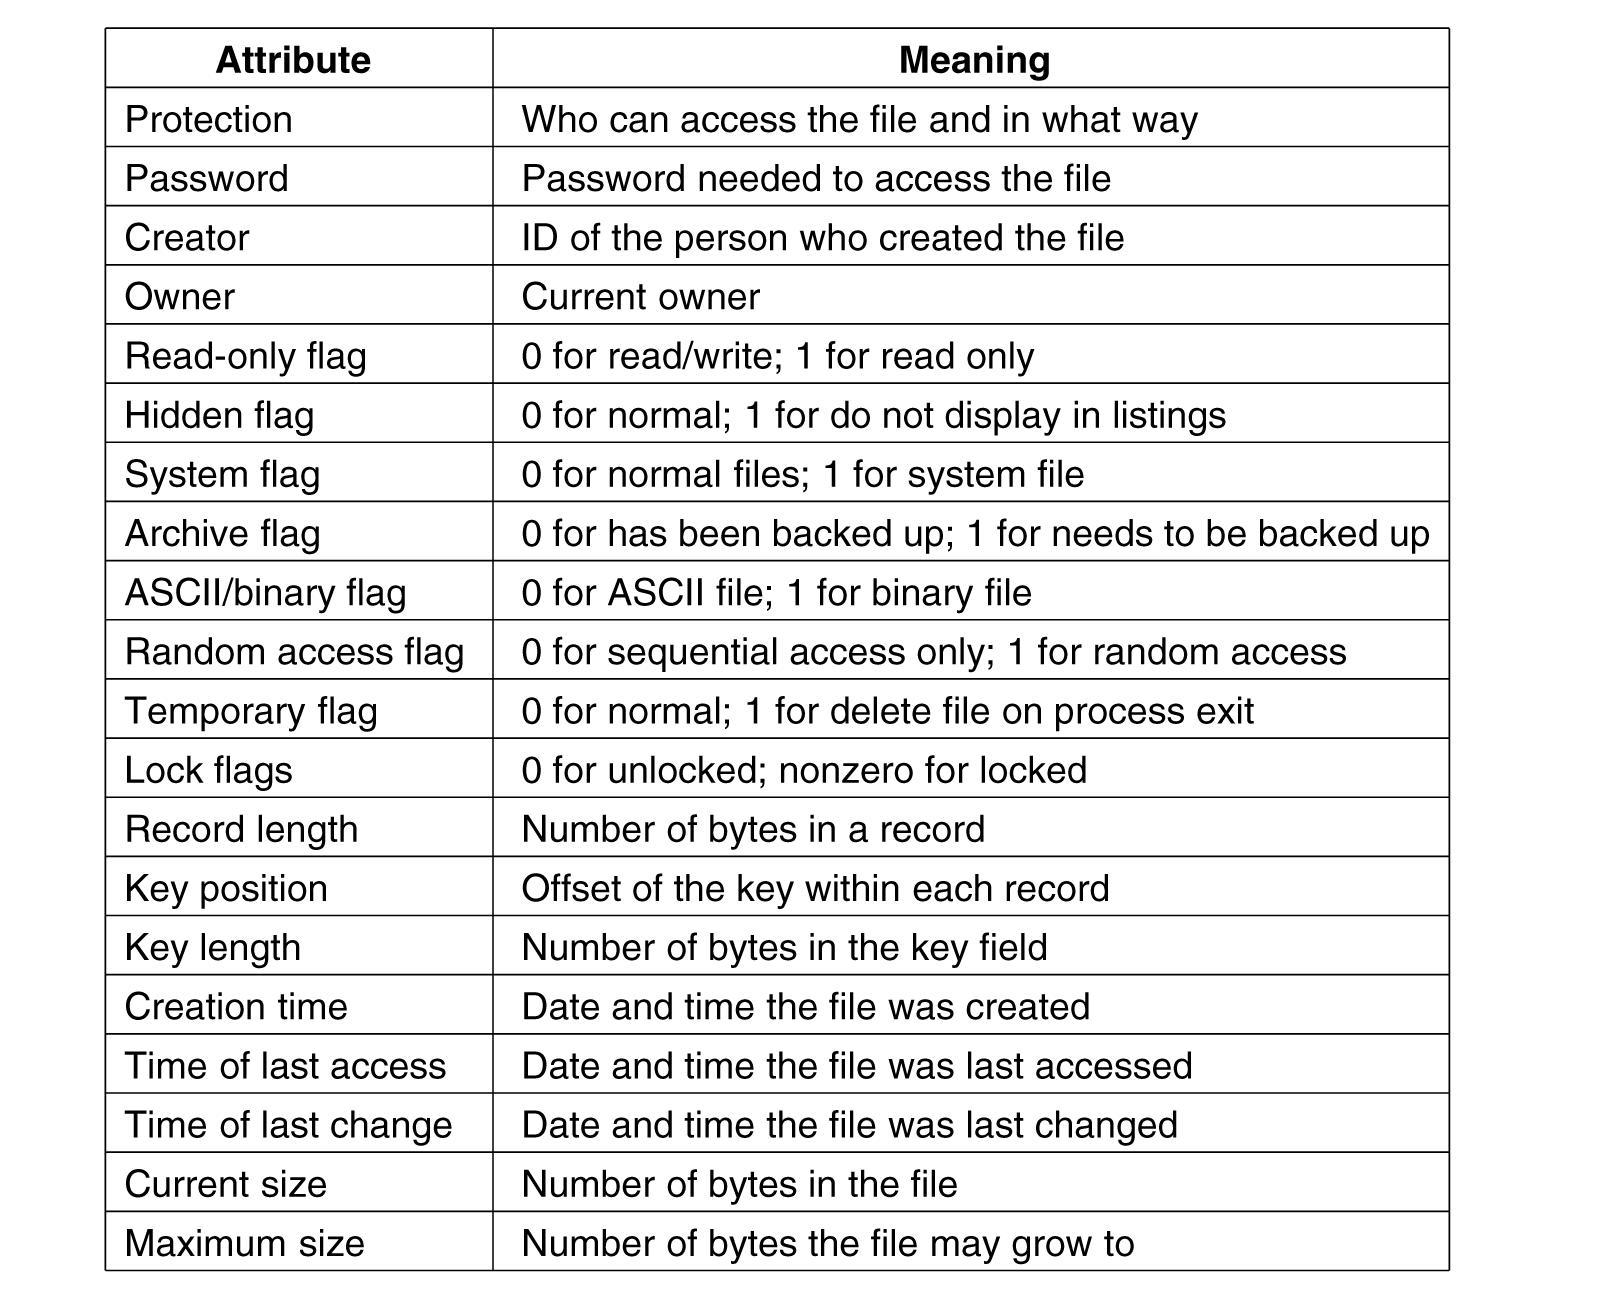 Attribute Meaning
Protection Who can access the file and in what way
Password Password needed to access the file
Creator ID of the person who created the file
Owner Current owner
Read-only flag 0 for read/write; 1 for read only
Hidden flag 0 for normal; 1 for do not display in listings
System flag 0 for normal files; 1 for system file
Archive flag 0 for has been backed up; 1 for needs to be backed up
ASCII/binary flag 0 for ASCII file; 1 for binary file
Random access flag 0 for sequential access only; 1 for random access
Temporary flag 0 for normal; 1 for delete file on process exit
Lock flags 0 for unlocked; nonzero for locked
Record length Number of bytes in a record
Key position Offset of the key within each record
Key length Number of bytes in the key field
Creation time Date and time the file was created
Time of last access Date and time the file was last accessed
Time of last change Date and time the file was last changed
Current size Number of bytes in the file
Maximum size Number of bytes the file may grow to